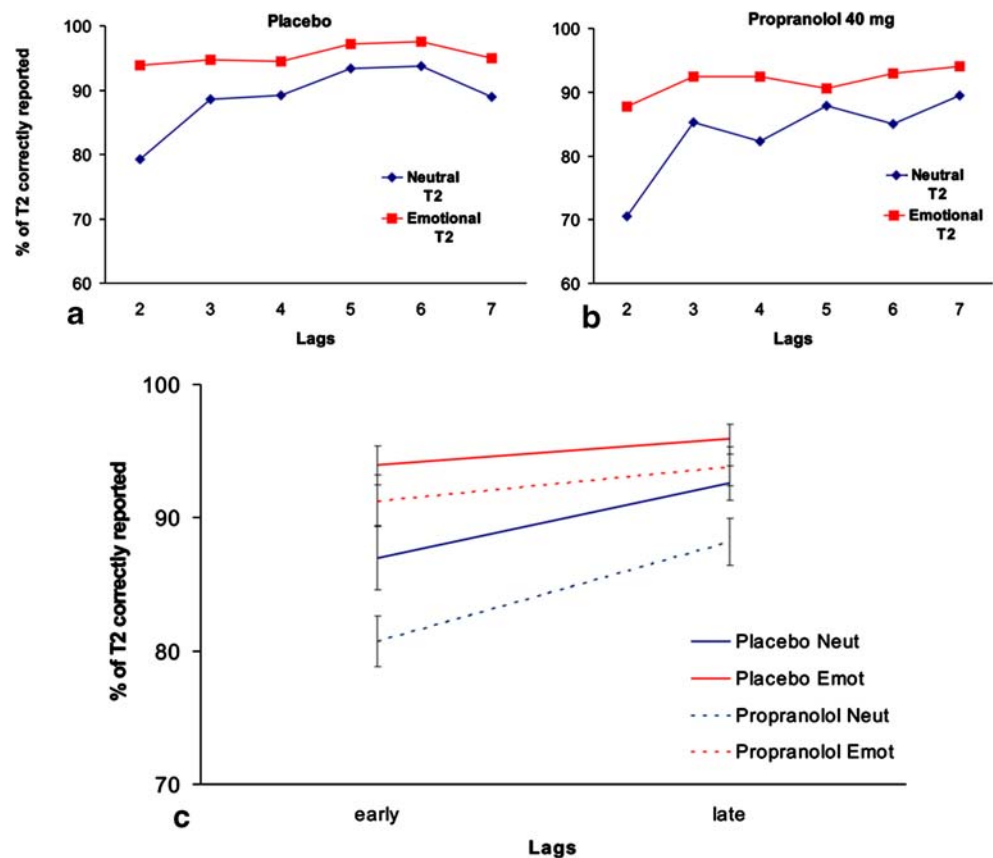 Placebo
% of T2 correctly reported
100
90
80
70
60
Neutral
T2
Emotional
T2
2 3 4 5 6 7
Lags
a
Propranolol 40 mg
100
90
80
70
60
Neutral
T2
Emotional
T2
2 3 4 5 6 7
Lags
b
% of T2 correctly reported
100
90
80
70
Placebo Neut
Placebo Emot
Propranolol Neut
Propranolol Emot
early late
Lags
c